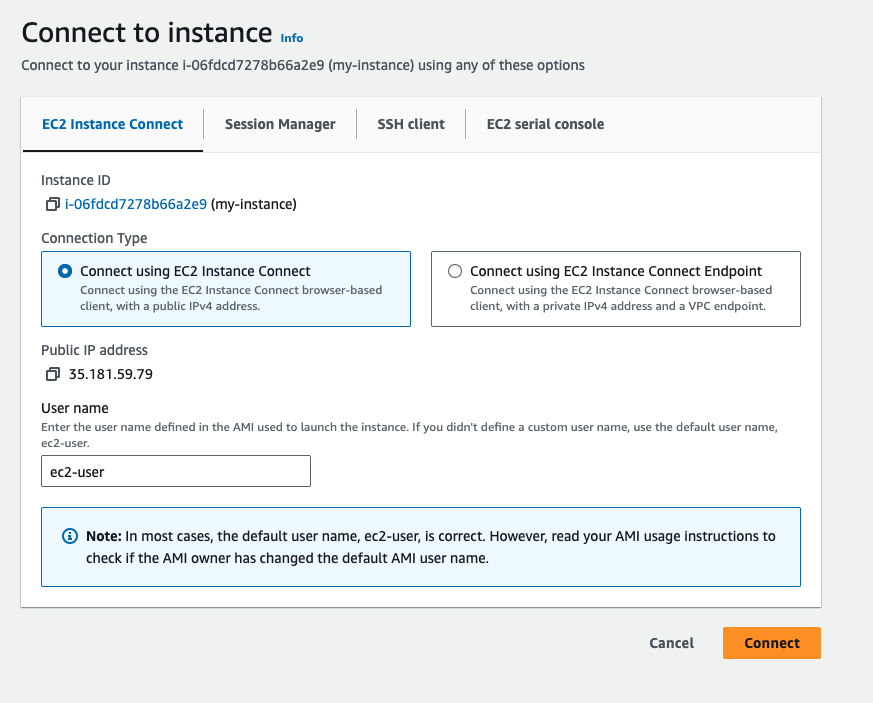 Connect to instance Info
Connect to your instance i-06fdcd7278b66a2e9 (my-instance) using any of these options
EC2 Instance Connect Session Manager SSH client EC2 serial console
Instance ID
i-06fdcd7278b66a2e9 (my-instance)
Connection Type
Connect using EC2 Instance Connect
Connect using the EC2 Instance Connect browser-based
client, with a public IPv4 address.
Connect using EC2 Instance Connect Endpoint
Connect using the EC2 Instance Connect browser-based
client, with a private IPv4 address and a VPC endpoint.
Public IP address
35.181.59.79
User name
Enter the user name defined in the AMI used to launch the instance. If you didn't define a custom user name, use the default user name,
ec2-user.
ec2-user
Note: In most cases, the default user name, ec2-user, is correct. However, read your AMI usage instructions to
check if the AMI owner has changed the default AMI user name.
Cancel Connect